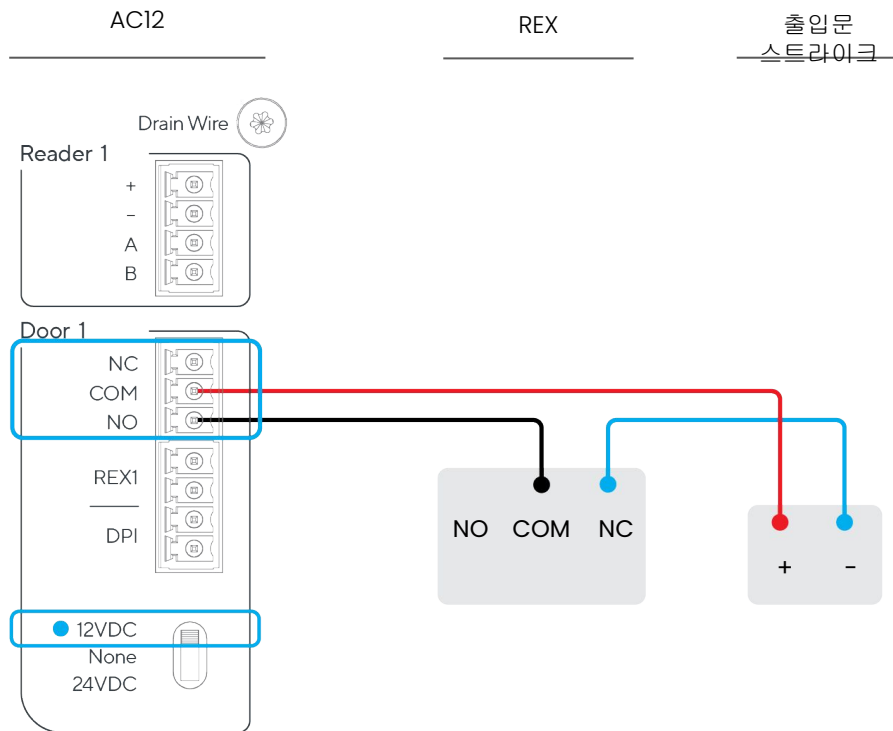 AC12
REX
출입문
스트라이크
Drain Wire
Reader 1
+
-
A
B
Door 1
NC
COM
NO
REX1
DPI
NO COM NC
+ -
12VDC
None
24VDC